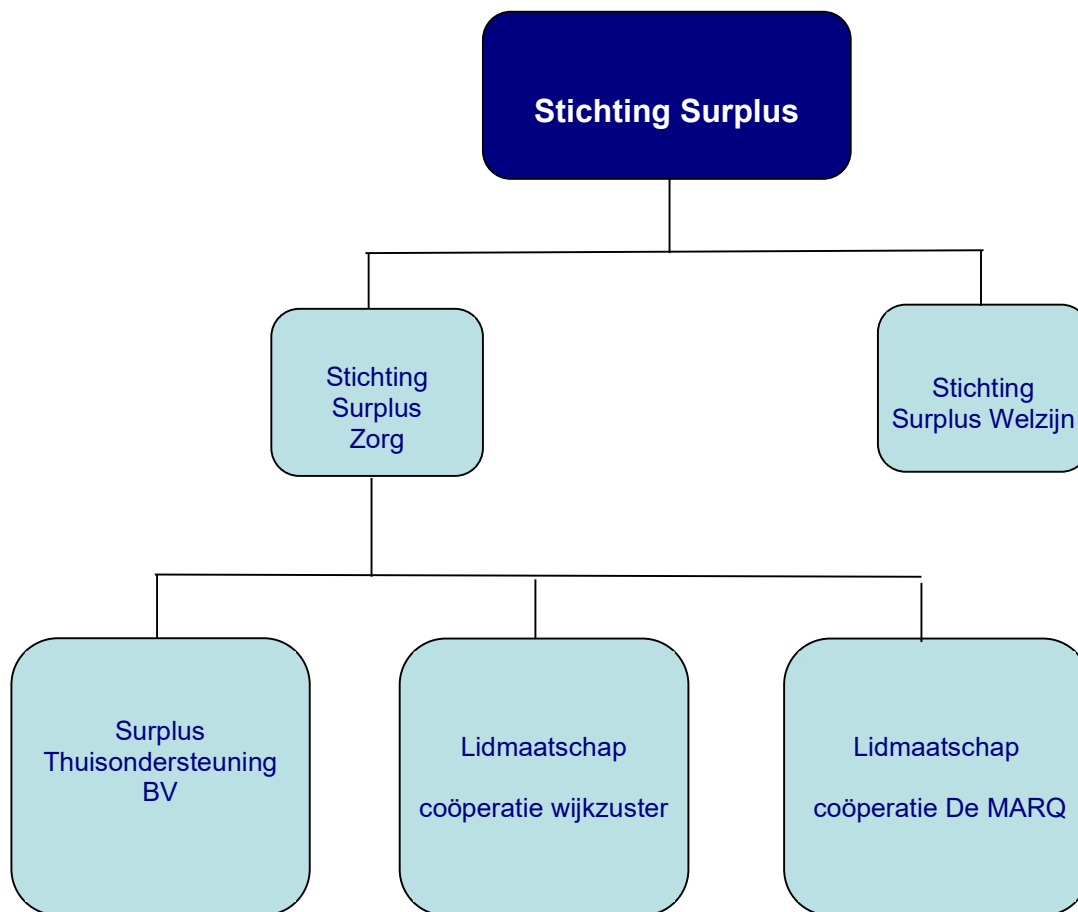 Stichting Surplus
Stichting
Surplus
Zorg
Stichting
Surplus Welzijn
Surplus
Thuisondersteuning
BV
Lidmaatschap
coöperatie wijkzuster
Lidmaatschap
coöperatie De MARQ